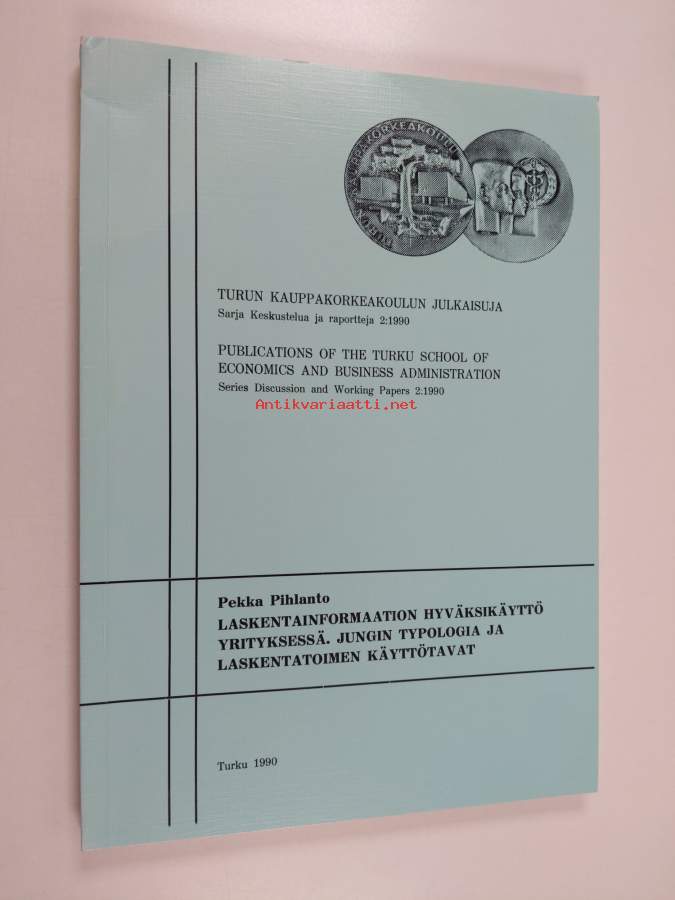 TURUN KAUPPAKORKEAKOULU
TURUN KAUPPAKORKEAKOULUN JULKAISUJA
Sarja Keskustelua ja raportteja 2:1990
PUBLICATIONS OF THE TURKU SCHOOL OF
ECONOMICS AND BUSINESS ADMINISTRATION
Series Discussion and Working Papers 2:1990
Antikvariaatti.net
Pekka Pihlanto
LASKENTAINFORMAATION HYVÄKSIKÄYTTÖ
YRITYKSESSÄ. JUNGIN TYPOLOGIA JA
LASKENTATOIMEN KÄYTTÖTAVAT
Turku 1990